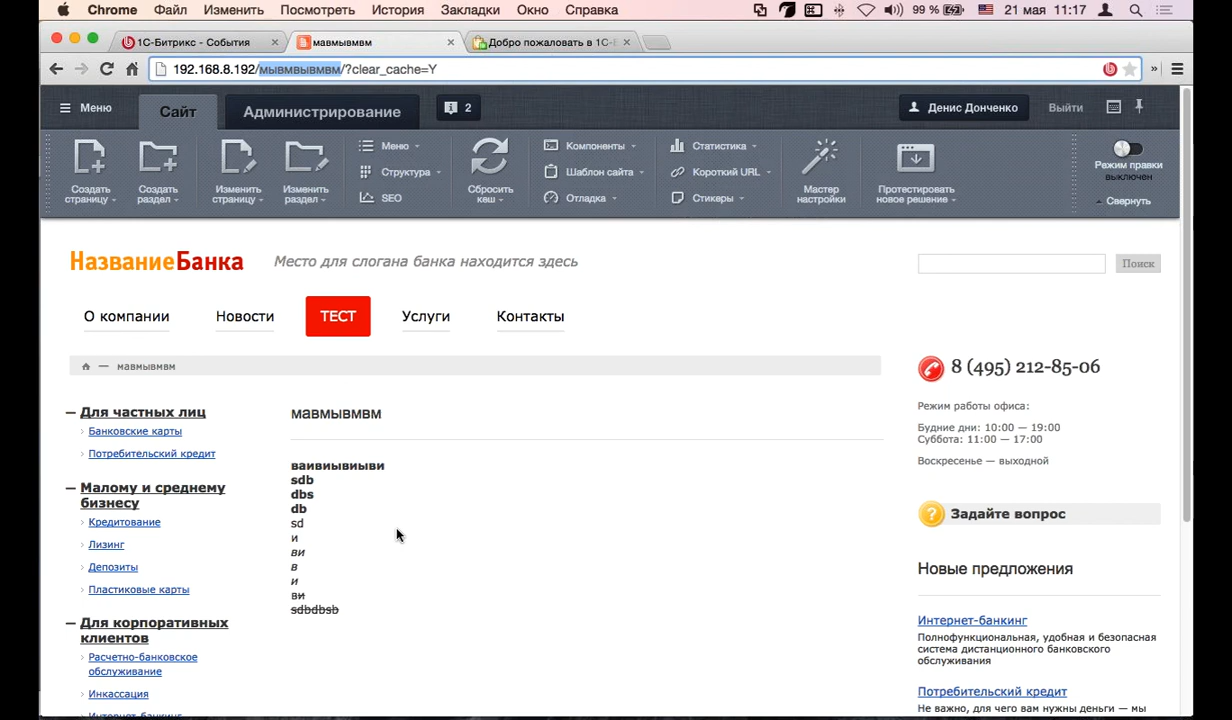 Chrome Файл Изменить Посмотреть История Закладки Окно Справка 99 % 21 мая 11:17
1С-Битрикс - События
мавмывмвм
Добро пожаловать в 1С-Б
192.168.8.192/мывмвывмвм/?clear_cache=Y
Меню
Сайт
Администрирование
2
Денис Донченко
Выйти
Создать страницу
Создать раздел
Изменить страницу
Изменить раздел
Меню
Структура
SEO
Сбросить кеш
Компоненты
Шаблон сайта
Отладка
Статистика
Короткий URL
Стикеры
Мастер настройки
Протестировать новое решение
Режим правки
выключен
Свернуть
НазваниеБанка
Место для слогана банка находится здесь
Поиск
О компании Новости ТЕСТ Услуги Контакты
— мавмывмвм
— Для частных лиц
Банковские карты
Потребительский кредит
— Малому и среднему
бизнесу
Кредитование
Лизинг
Депозиты
Пластиковые карты
— Для корпоративных
клиентов
Расчетно-банковское
обслуживание
Инкассация
Интернет-банкинг
мавмывмвм
ваивиывиыви
sdb
dbs
db
sd
и
ви
в
и
ви
sdbdbsb
8 (495) 212-85-06
Режим работы офиса:
Будние дни: 10:00 — 19:00
Суббота: 11:00 — 17:00
Воскресенье — выходной
Задайте вопрос
Новые предложения
Интернет-банкинг
Полнофункциональная, удобная и безопасная
система дистанционного банковского
обслуживания
Потребительский кредит
Не важно, для чего вам нужны деньги — мы